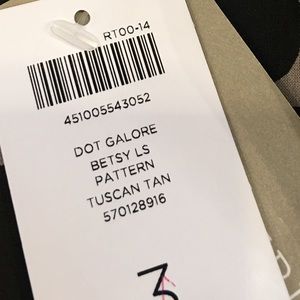 RT00-14
451005543052
DOT GALORE
BETSY LS
PATTERN
TUSCAN TAN
570128916
3